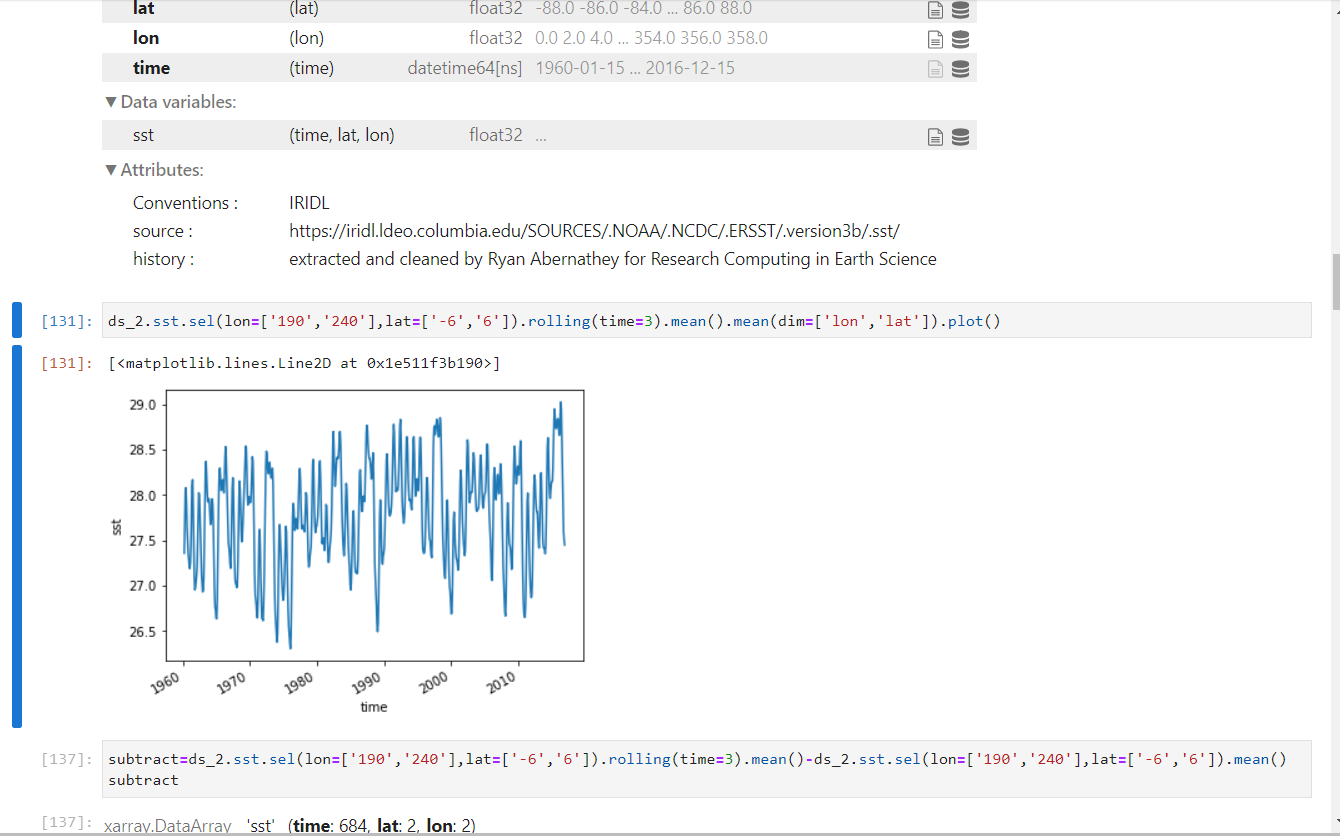 lat (lat) float32 -88.0 -86.0 -84.0 ... 86.0 88.0
lon (lon) float32 0.0 2.0 4.0 ... 354.0 356.0 358.0
time (time) datetime64[ns] 1960-01-15 ... 2016-12-15
▼ Data variables:
sst (time, lat, lon) float32 ...
▼ Attributes:
Conventions : IRIDL
source : https://iridl.ldeo.columbia.edu/SOURCES/.NOAA/.NCDC/.ERSST/.version3b/.sst/
history : extracted and cleaned by Ryan Abernathey for Research Computing in Earth Science
[131]: ds_2.sst.sel(lon=['190','240'],lat=['-6','6']).rolling(time=3).mean().mean(dim=['lon','lat']).plot()
[131]: [<matplotlib.lines.Line2D at 0x1e511f3b190>]
29.0
28.5
28.0
27.5
27.0
26.5
sst
1960 1970 1980 1990 2000 2010
time
[137]: subtract=ds_2.sst.sel(lon=['190','240'],lat=['-6','6']).rolling(time=3).mean()-ds_2.sst.sel(lon=['190','240'],lat=['-6','6']).mean()
subtract
[137]: xarray.DataArray 'sst' (time: 684, lat: 2, lon: 2)